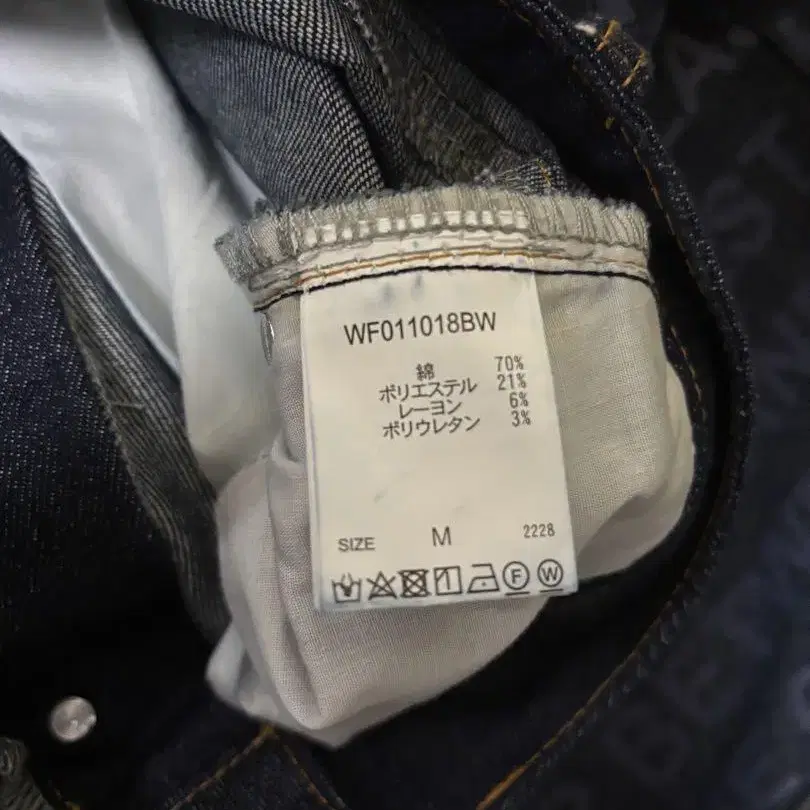 WF011018BW
綿 70%
ポリエステル 21%
レーヨン 6%
ポリウレタン 3%
SIZE M 2228
F W